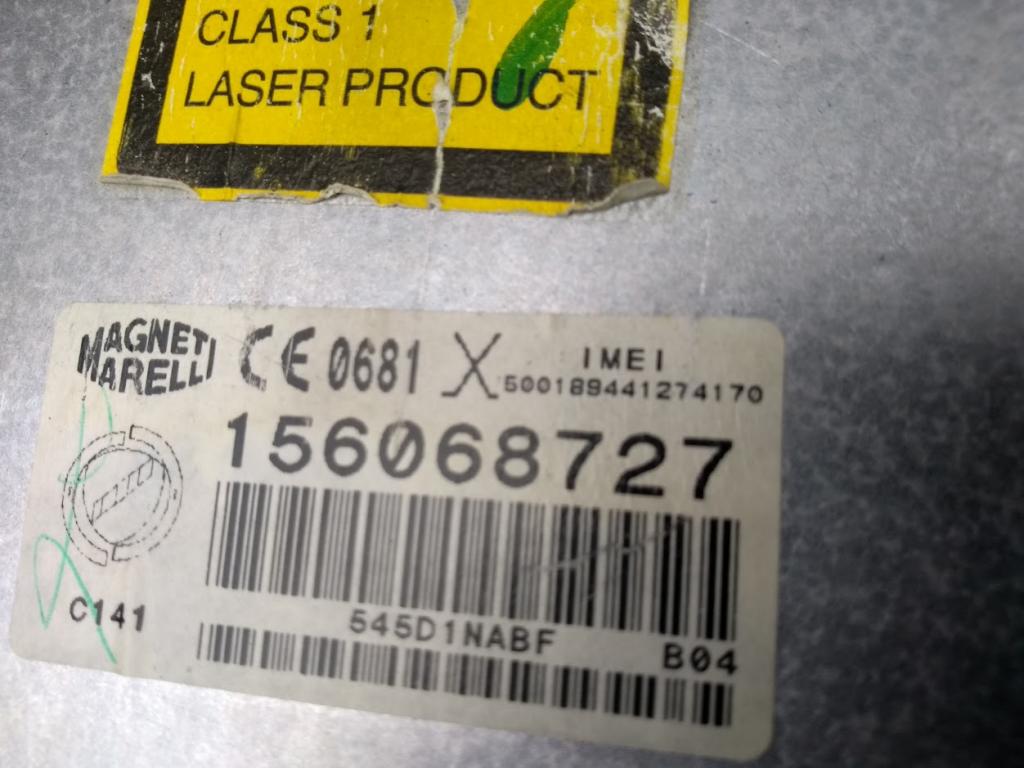 CLASS 1
LASER PRODUCT
MAGNETI
MARELLI
CE 0681
IMEI
500189441274170
156068727
C141
545D1NABF
B04